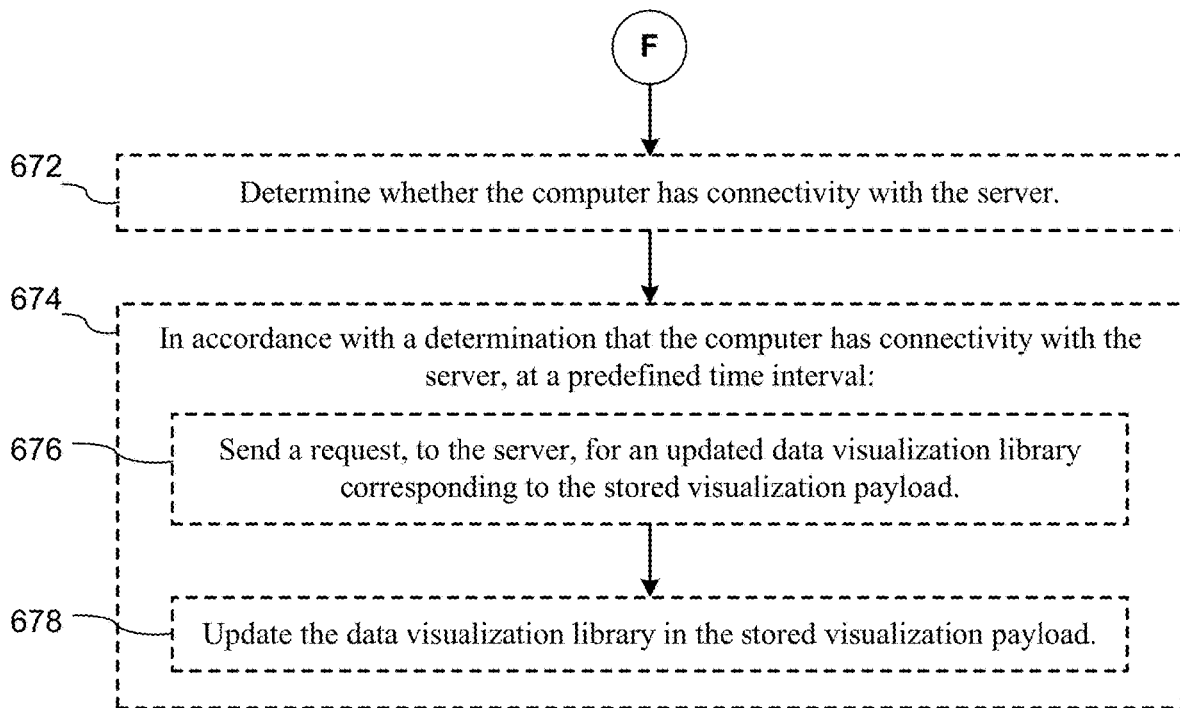 F
672
Determine whether the computer has connectivity with the server.
674
In accordance with a determination that the computer has connectivity with the
server, at a predefined time interval:
676
Send a request, to the server, for an updated data visualization library
corresponding to the stored visualization payload.
678
Update the data visualization library in the stored visualization payload.